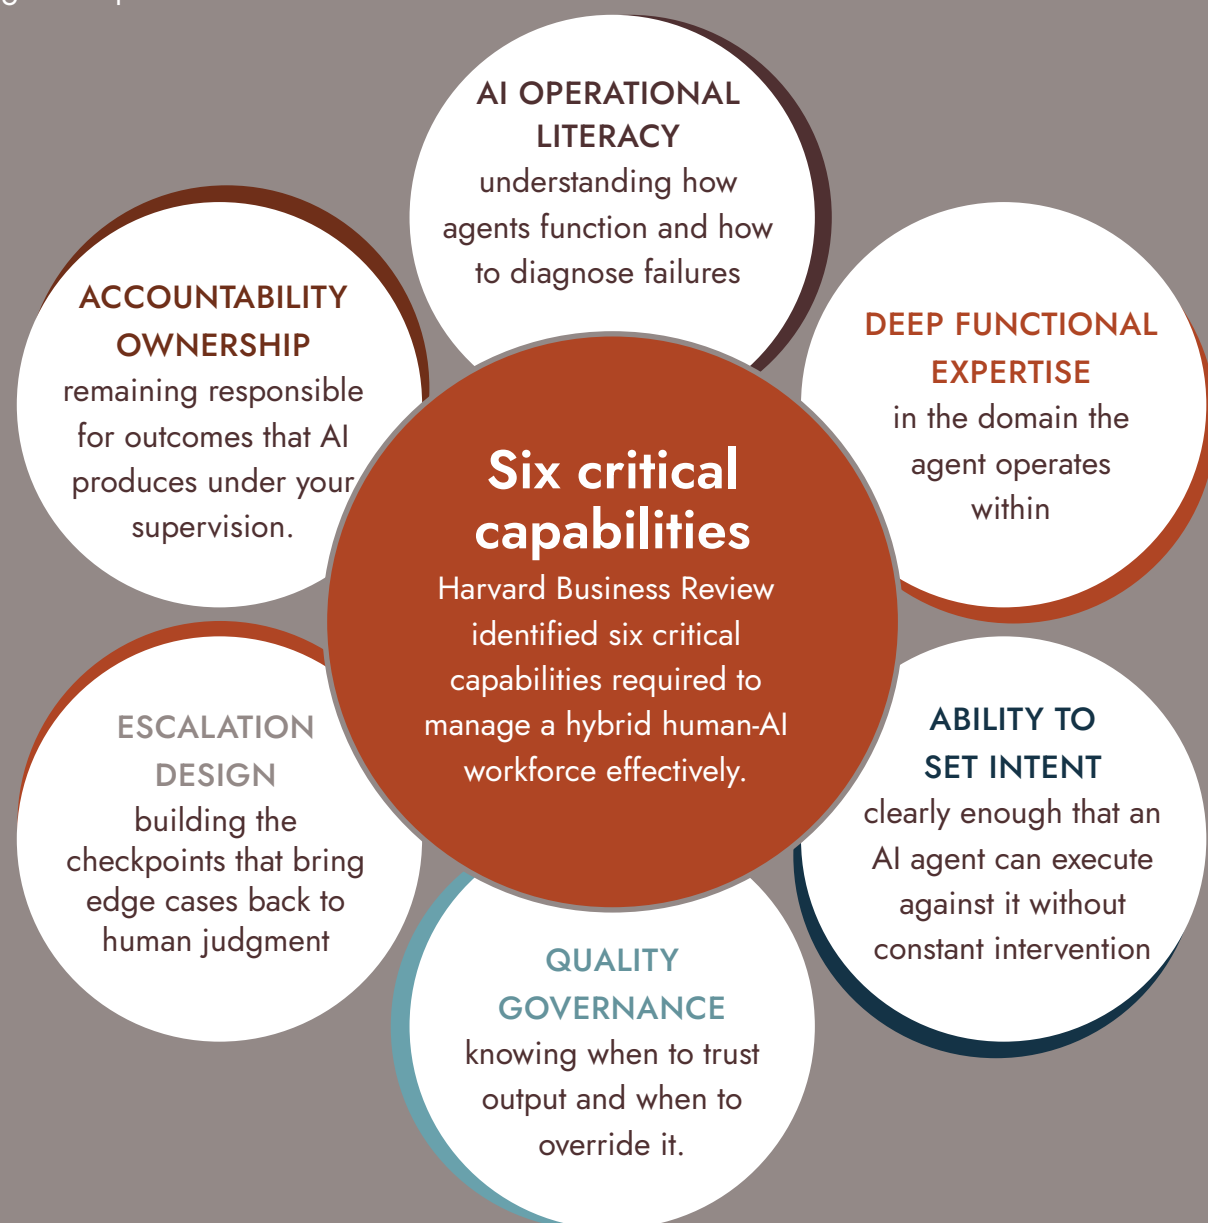 AI OPERATIONAL
LITERACY
understanding how
agents function and how
to diagnose failures
DEEP FUNCTIONAL
EXPERTISE
in the domain the
agent operates
within
ABILITY TO
SET INTENT
clearly enough that an
AI agent can execute
against it without
constant intervention
QUALITY
GOVERNANCE
knowing when to trust
output and when to
override it.
ESCALATION
DESIGN
building the
checkpoints that bring
edge cases back to
human judgment
ACCOUNTABILITY
OWNERSHIP
remaining responsible
for outcomes that AI
produces under your
supervision.
Six critical
capabilities
Harvard Business Review
identified six critical
capabilities required to
manage a hybrid human-AI
workforce effectively.